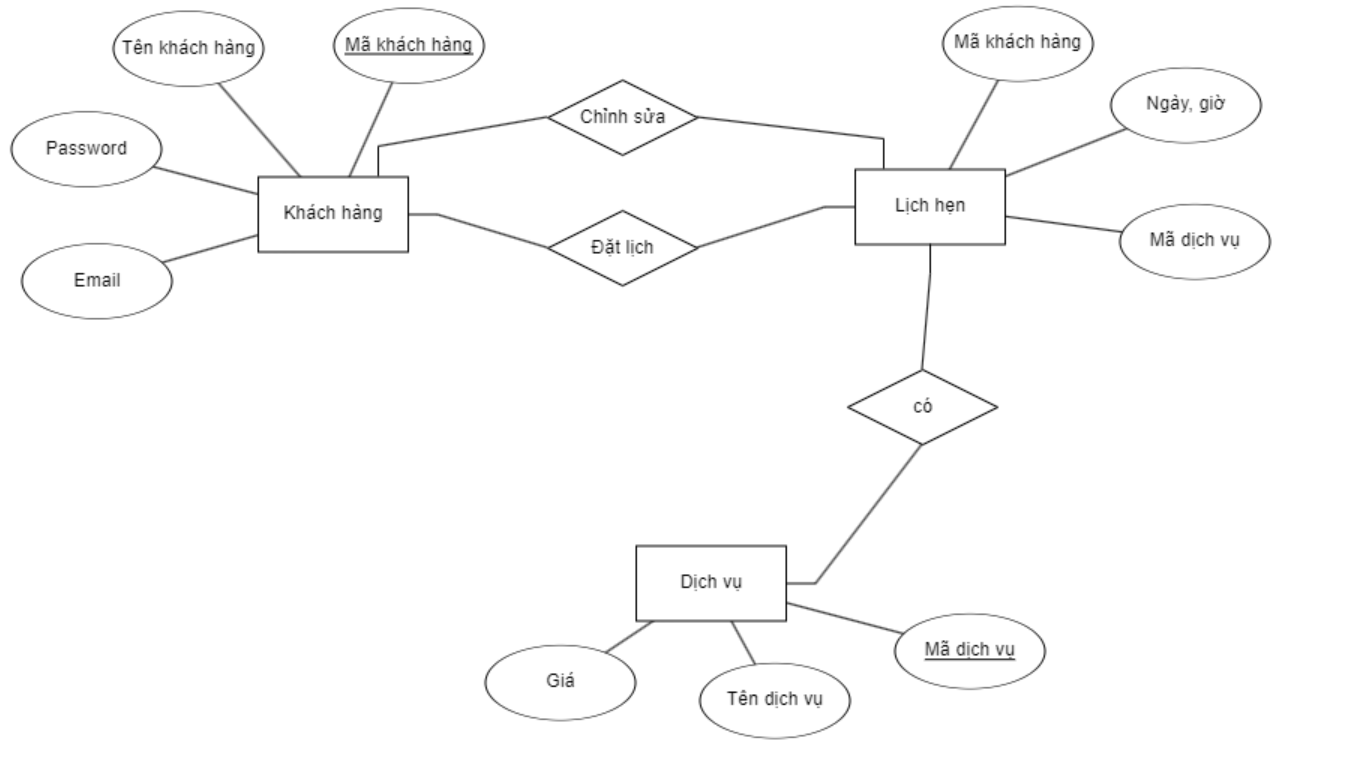 Tên khách hàng
Mã khách hàng
Mã khách hàng
Ngày, giờ
Chỉnh sửa
Password
Khách hàng
Lịch hẹn
Đặt lịch
Mã dịch vụ
Email
có
Dịch vụ
Mã dịch vụ
Giá
Tên dịch vụ